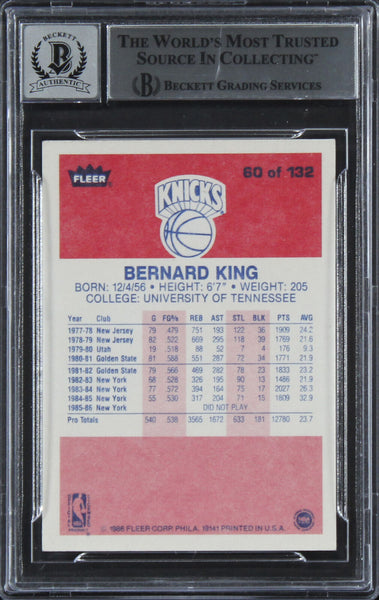 BECKETT
AUTHENTIC
THE WORLD'S MOST TRUSTED
SOURCE IN COLLECTING™
BECKETT GRADING SERVICES
FLEER
60 of 132
KNICKS
BERNARD KING
BORN: 12/4/56 • HEIGHT: 6'7" • WEIGHT: 205
COLLEGE: UNIVERSITY OF TENNESSEE
Year Club G FG% REB AST STL BLK PTS AVG
1977-78 New Jersey 79 .479 751 193 122 36 1909 24.2
1978-79 New Jersey 82 .522 669 295 118 39 1769 21.6
1979-80 Utah 19 .518 88 52 7 4 176 9.3
1980-81 Golden State 81 .588 551 287 72 34 1771 21.9
1981-82 Golden State 79 .566 469 282 78 23 1833 23.2
1982-83 New York 68 .528 326 195 90 13 1486 21.9
1983-84 New York 77 .572 394 164 75 17 2027 26.3
1984-85 New York 55 .530 317 204 71 15 1809 32.9
1985-86 New York DID NOT PLAY
Pro Totals 540 .538 3565 1672 633 181 12780 23.7
NBA
© 1986 FLEER CORP. PHILA. 19141 PRINTED IN U.S.A.